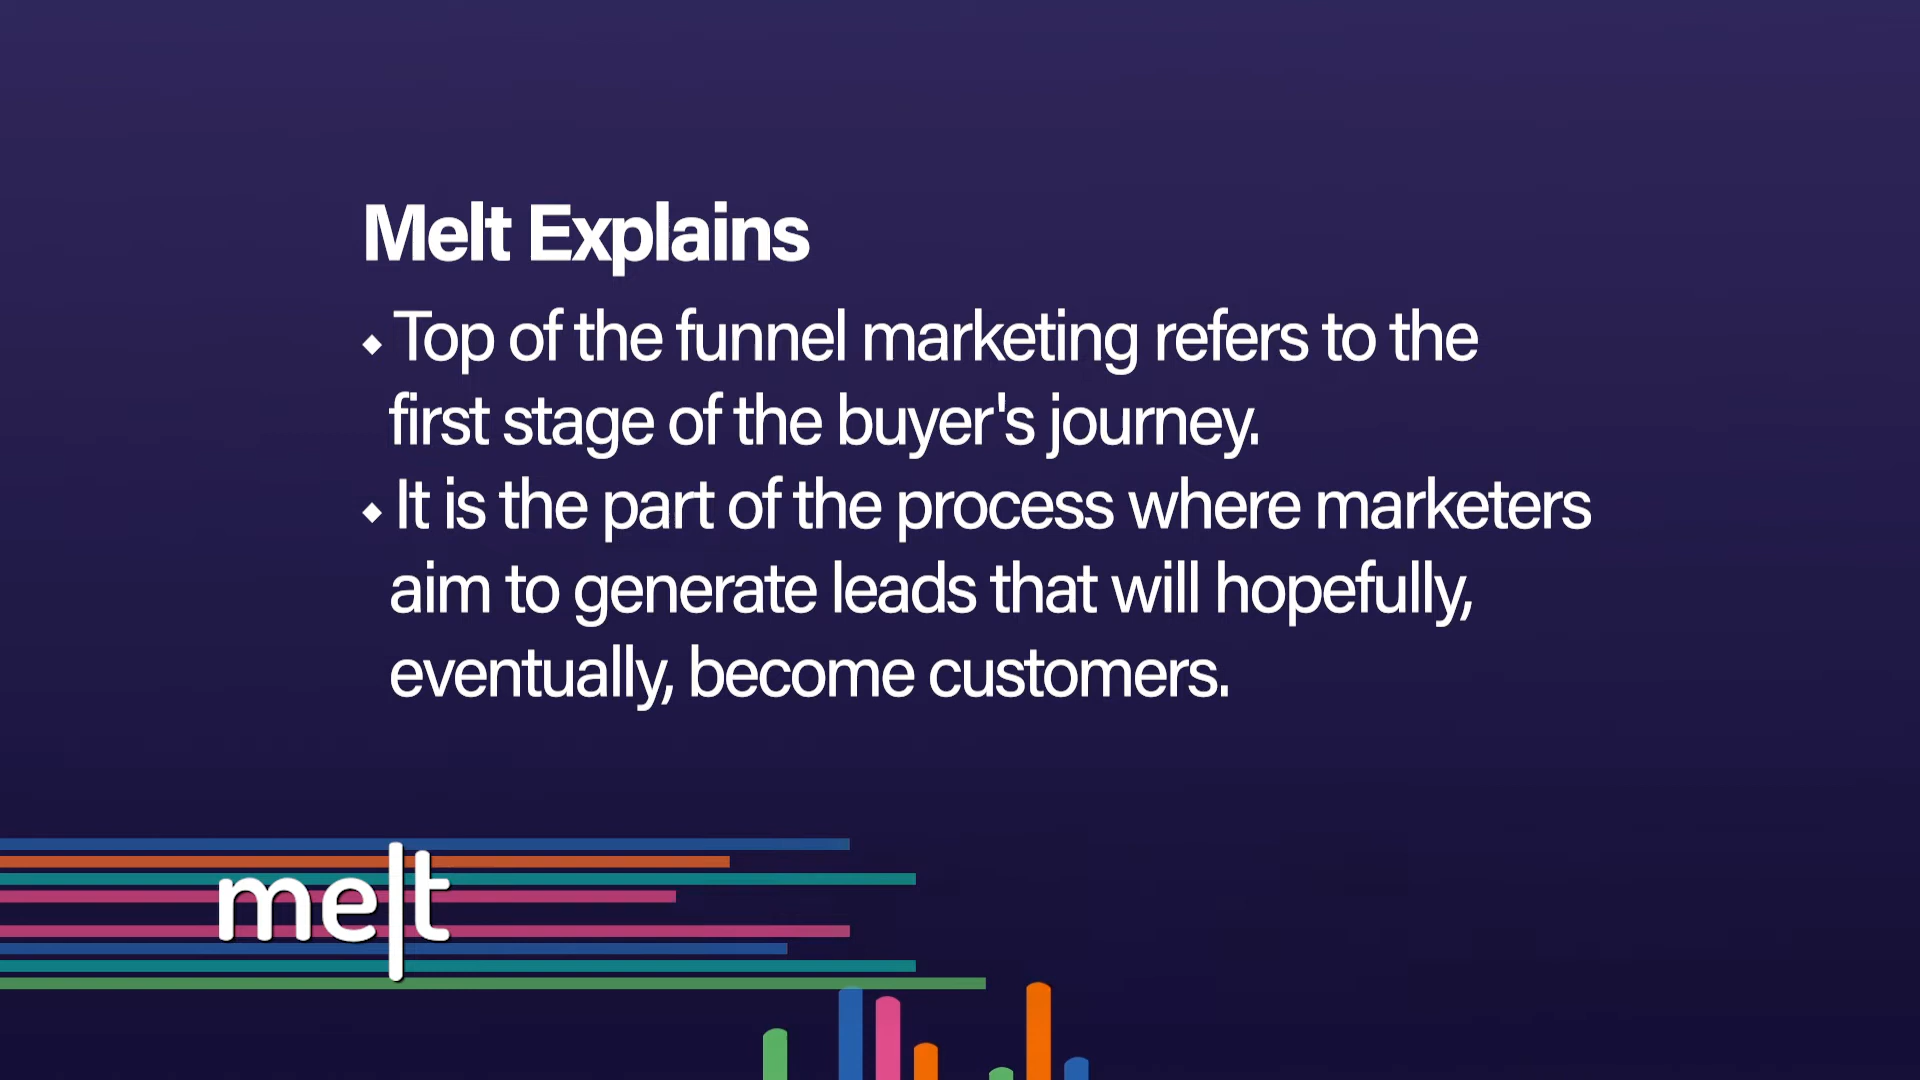 Melt Explains
◆ Top of the funnel marketing refers to the
first stage of the buyer's journey.
◆ It is the part of the process where marketers
aim to generate leads that will hopefully,
eventually, become customers.
melt